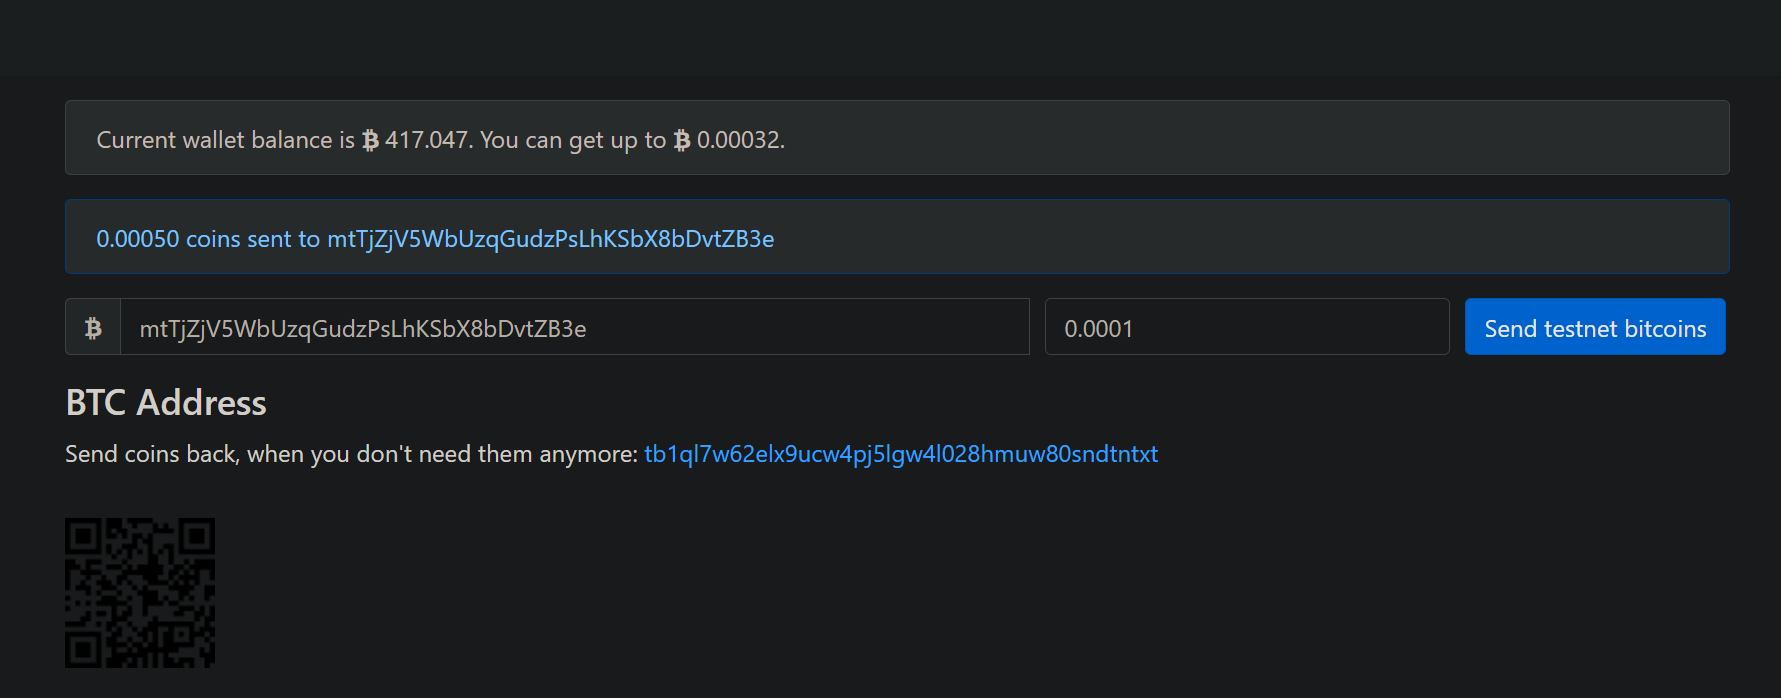 Current wallet balance is ₿ 417.047. You can get up to ₿ 0.00032.
0.00050 coins sent to mtTjZjV5WbUzqGudzPsLhKSbX8bDvtZB3e
₿ mtTjZjV5WbUzqGudzPsLhKSbX8bDvtZB3e 0.0001 Send testnet bitcoins
BTC Address
Send coins back, when you don't need them anymore: tb1ql7w62elx9ucw4pj5lgw4l028hmuw80sndtntxt